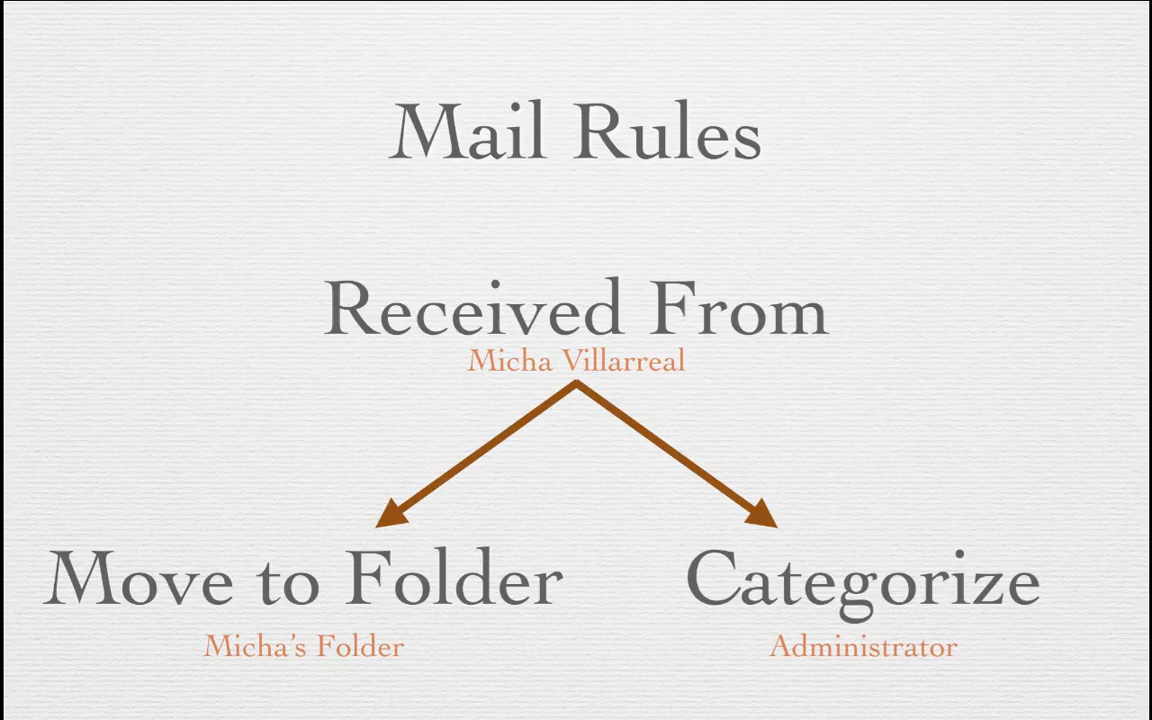 Mail Rules
Received From
Micha Villarreal
Move to Folder
Categorize
Micha’s Folder
Administrator